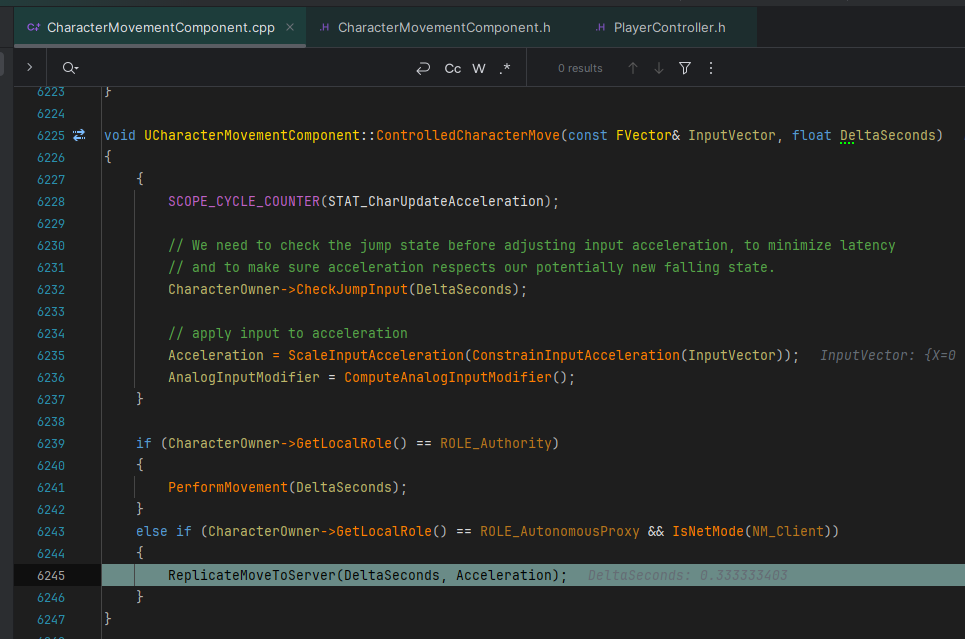 CharacterMovementComponent.cpp CharacterMovementComponent.h PlayerController.h
Cc W .* 0 results
6223 }
6224
6225 void UCharacterMovementComponent::ControlledCharacterMove(const FVector& InputVector, float DeltaSeconds)
6226 {
6227 {
6228 SCOPE_CYCLE_COUNTER(STAT_CharUpdateAcceleration);
6229
6230 // We need to check the jump state before adjusting input acceleration, to minimize latency
6231 // and to make sure acceleration respects our potentially new falling state.
6232 CharacterOwner->CheckJumpInput(DeltaSeconds);
6233
6234 // apply input to acceleration
6235 Acceleration = ScaleInputAcceleration(ConstrainInputAcceleration(InputVector)); InputVector: {X=0
6236 AnalogInputModifier = ComputeAnalogInputModifier();
6237 }
6238
6239 if (CharacterOwner->GetLocalRole() == ROLE_Authority)
6240 {
6241 PerformMovement(DeltaSeconds);
6242 }
6243 else if (CharacterOwner->GetLocalRole() == ROLE_AutonomousProxy && IsNetMode(NM_Client))
6244 {
6245 ReplicateMoveToServer(DeltaSeconds, Acceleration); DeltaSeconds: 0.333333403
6246 }
6247 }